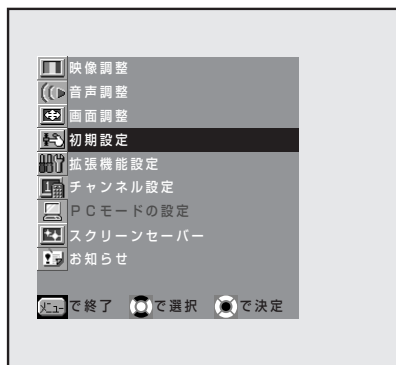 映像調整
音声調整
画面調整
初期設定
拡張機能設定
チャンネル設定
PCモードの設定
スクリーンセーバー
お知らせ
メニューで終了 で選択 で決定